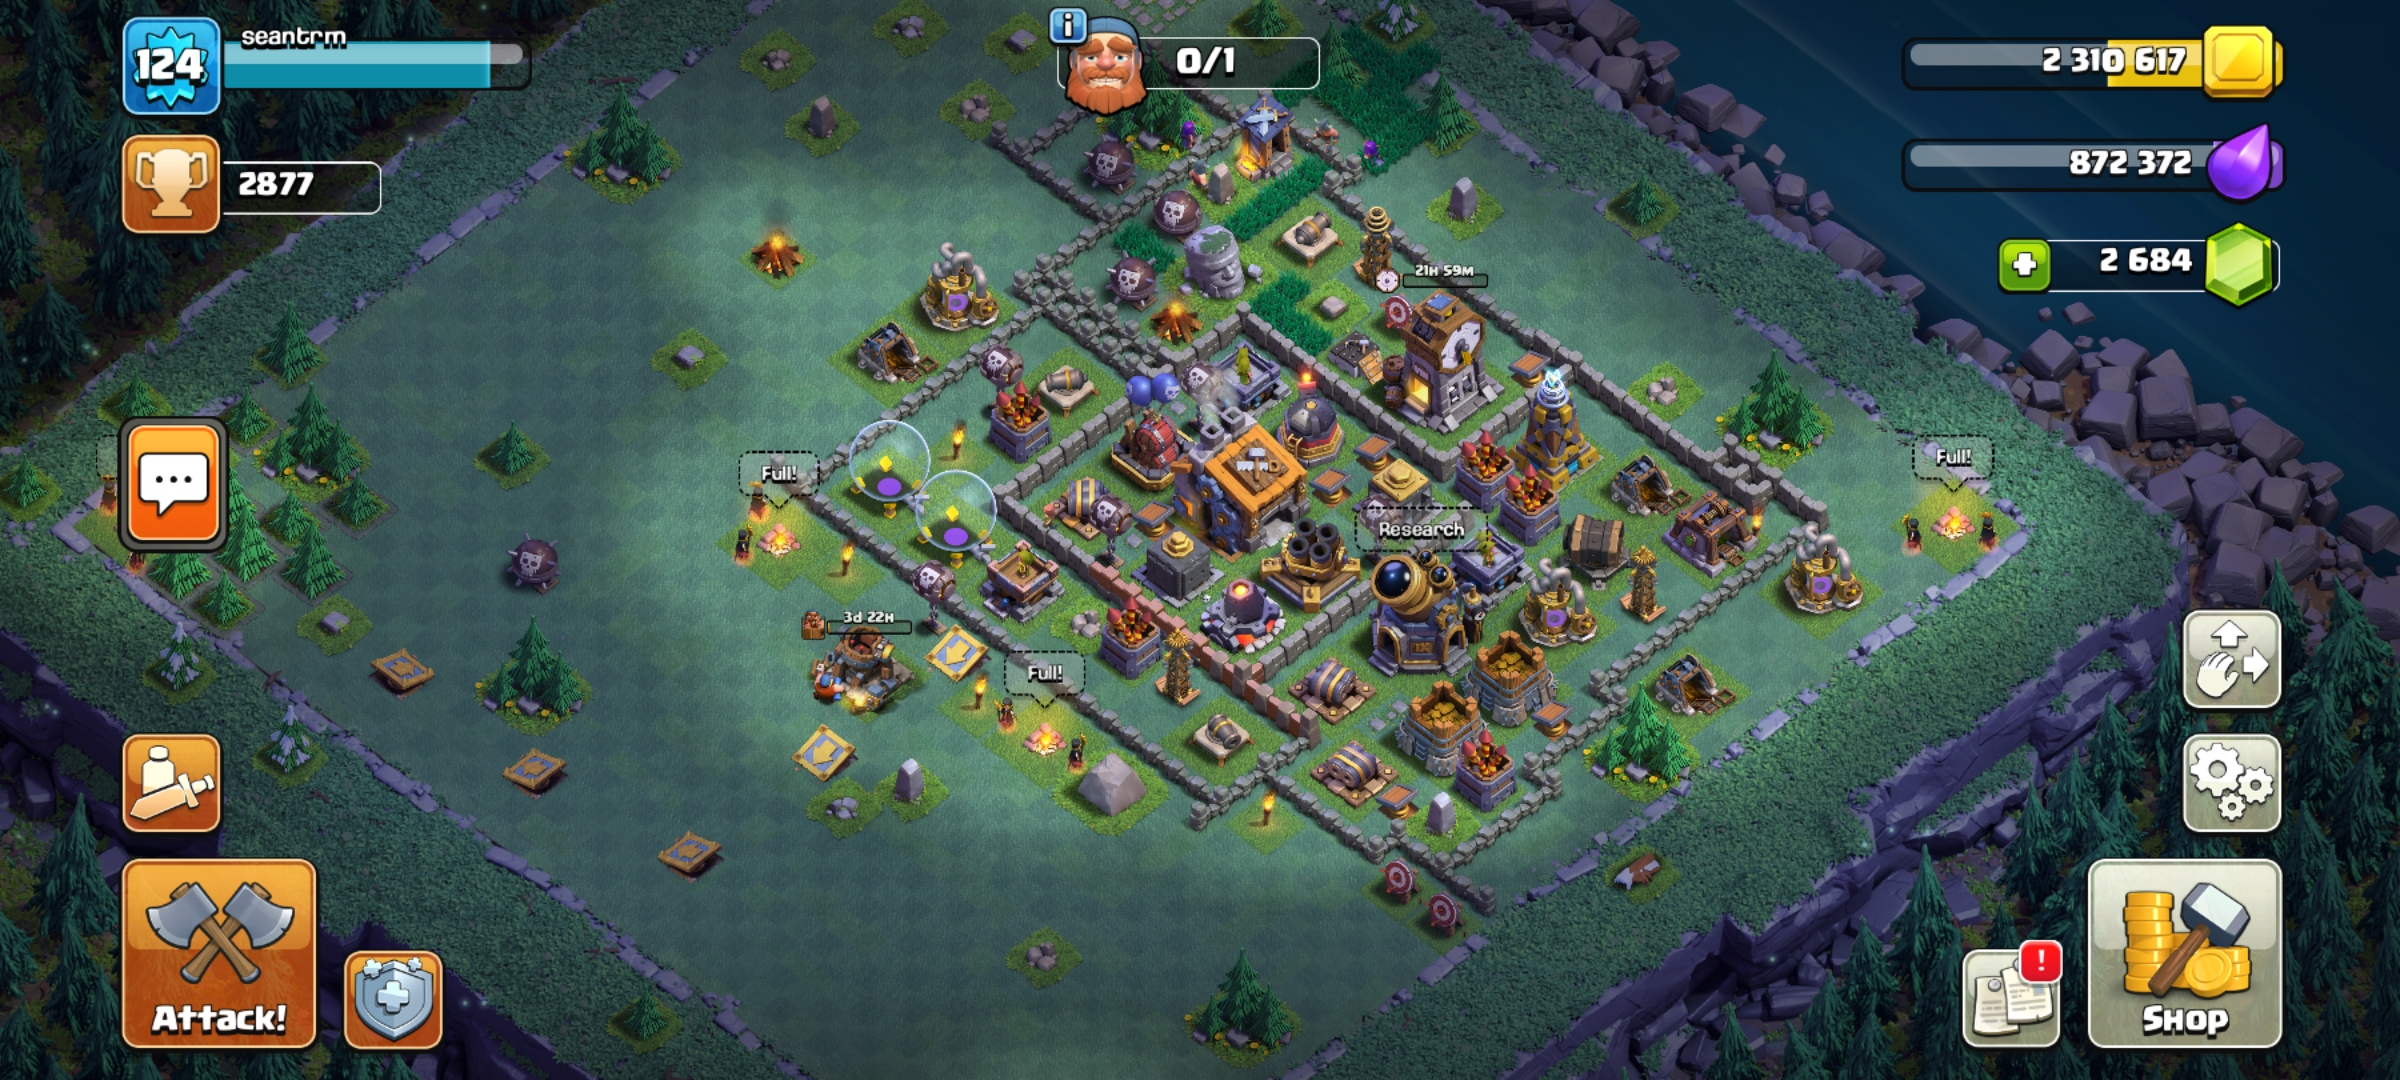 i
124
seantrm
0/1
2 310 617
2877
872 372
2 684
21H 59M
Full!
Full!
Research
3d 22H
Full!
Attack!
!
Shop